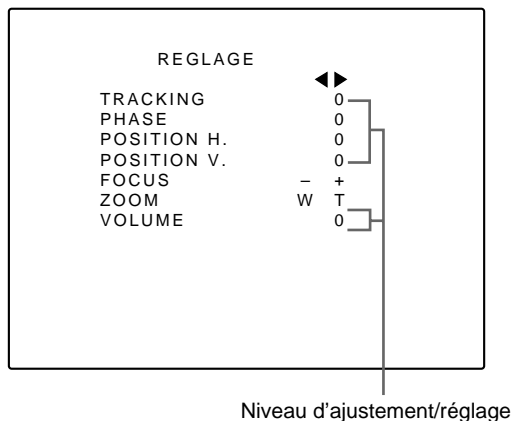 REGLAGE
◀ ▶
TRACKING 0
PHASE 0
POSITION H. 0
POSITION V. 0
FOCUS – +
ZOOM W T
VOLUME 0
Niveau d'ajustement/réglage